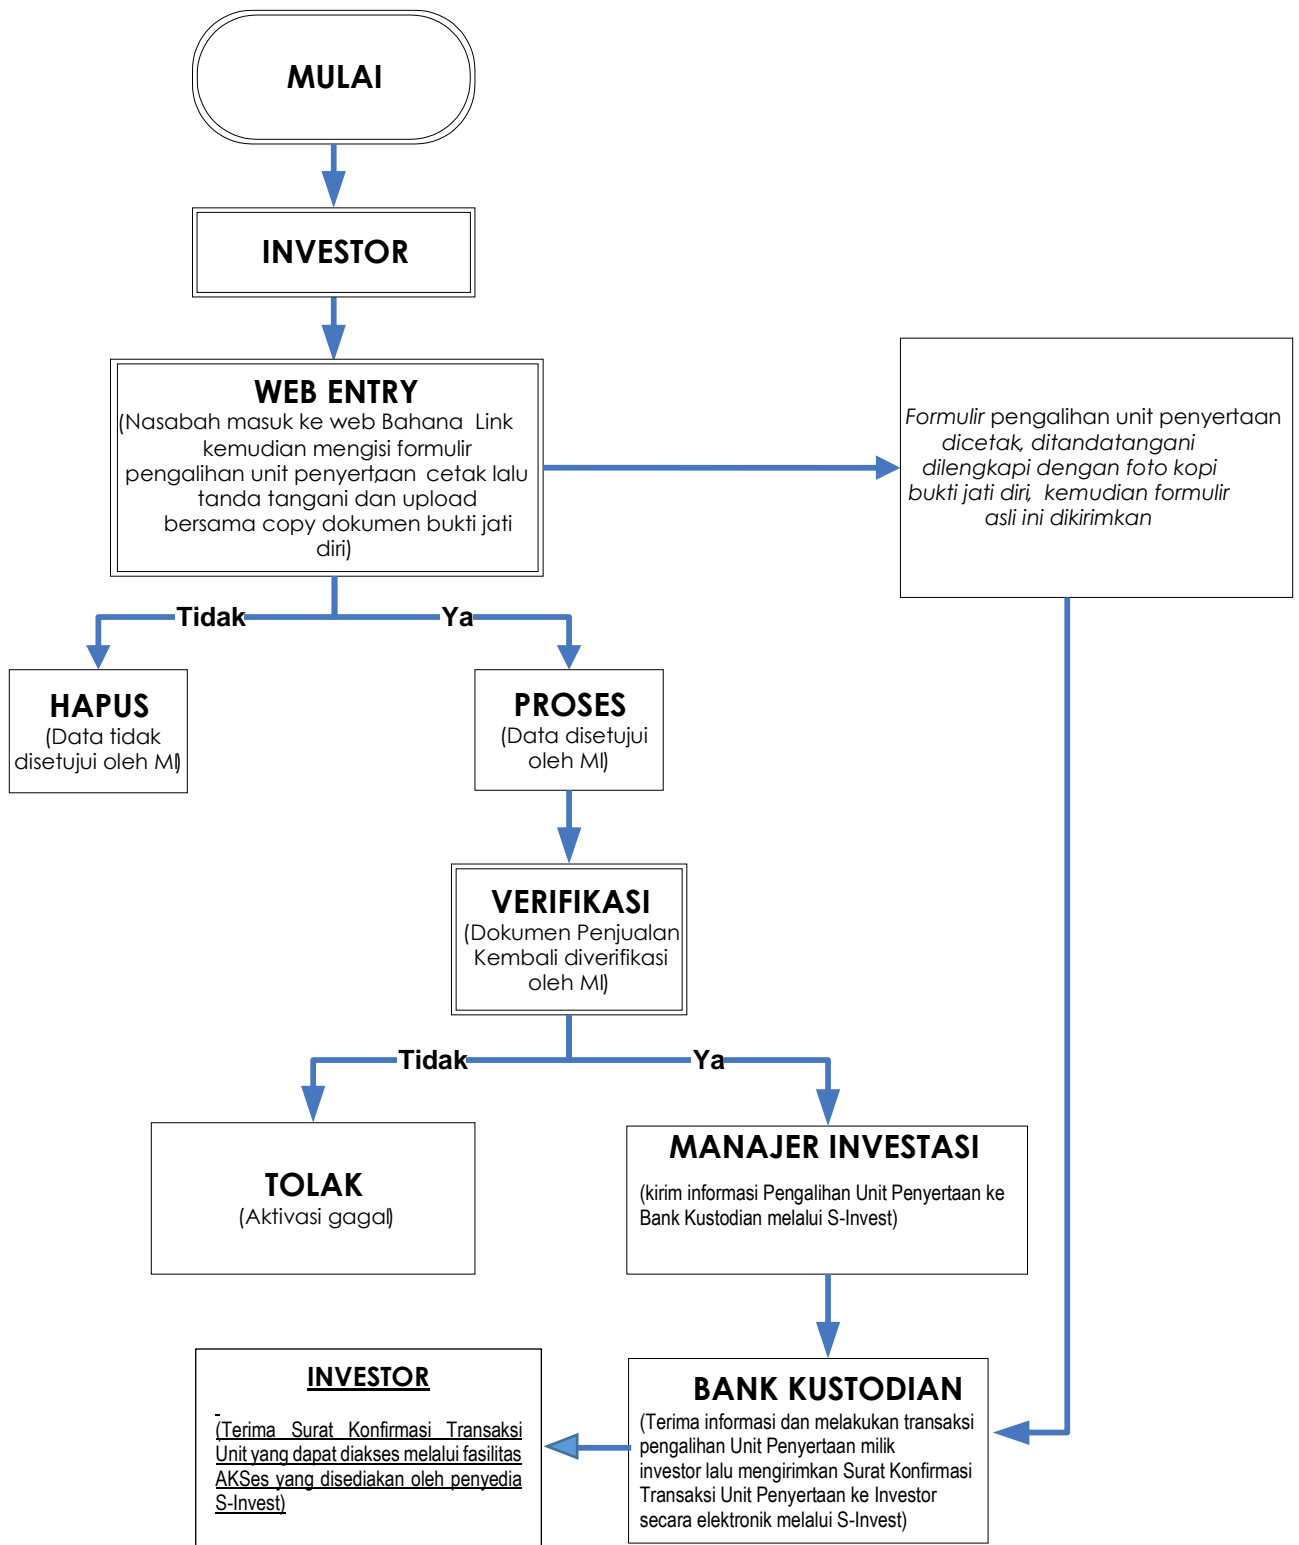 MULAI
INVESTOR
WEB ENTRY
(Nasabah masuk ke web Bahana Link
kemudian mengisi formulir
pengalihan unit penyertaan, cetak lalu
tanda tangani dan upload
bersama copy dokumen bukti jati
diri)
Formulir pengalihan unit penyertaan
dicetak, ditandatangani
dilengkapi dengan foto kopi
bukti jati diri, kemudian formulir
asli ini dikirimkan
Tidak
Ya
HAPUS
(Data tidak
disetujui oleh MI)
PROSES
(Data disetujui
oleh MI)
VERIFIKASI
(Dokumen Penjualan
Kembali diverifikasi
oleh MI)
Tidak
Ya
TOLAK
(Aktivasi gagal)
MANAJER INVESTASI
(kirim informasi Pengalihan Unit Penyertaan ke
Bank Kustodian melalui S-Invest)
INVESTOR
(Terima Surat Konfirmasi Transaksi
Unit yang dapat diakses melalui fasilitas
AKSes yang disediakan oleh penyedia
S-Invest)
BANK KUSTODIAN
(Terima informasi dan melakukan transaksi
pengalihan Unit Penyertaan milik
investor lalu mengirimkan Surat Konfirmasi
Transaksi Unit Penyertaan ke Investor
secara elektronik melalui S-Invest)